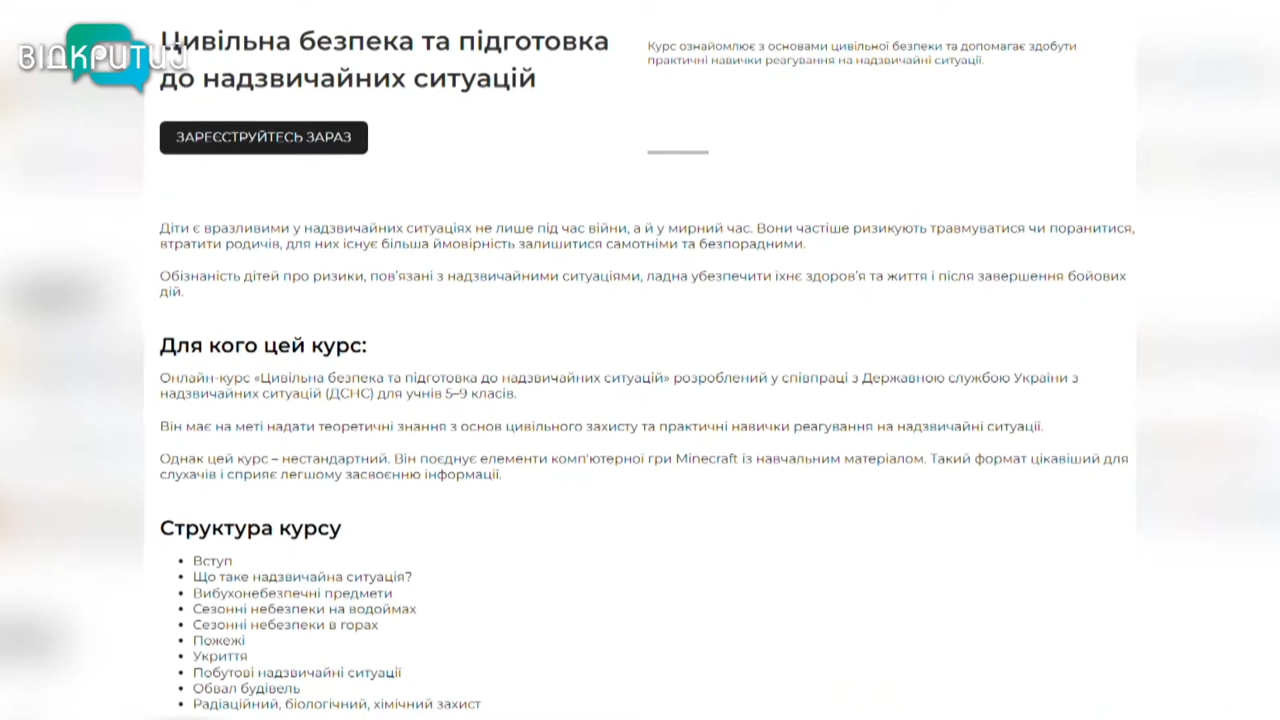 ВІДКРИТИЙ
Цивільна безпека та підготовка
до надзвичайних ситуацій
Курс ознайомлює з основами цивільної безпеки та допомагає здобути
практичні навички реагування на надзвичайні ситуації.
ЗАРЕЄСТРУЙТЕСЬ ЗАРАЗ
Діти є вразливими у надзвичайних ситуаціях не лише під час війни, а й у мирний час. Вони частіше ризикують травмуватися чи поранитися,
втратити родичів, для них існує більша ймовірність залишитися самотніми та безпорадними.
Обізнаність дітей про ризики, пов'язані з надзвичайними ситуаціями, ладна убезпечити їхнє здоров'я та життя і після завершення бойових
дій.
Для кого цей курс:
Онлайн-курс «Цивільна безпека та підготовка до надзвичайних ситуацій» розроблений у співпраці з Державною службою України з
надзвичайних ситуацій (ДСНС) для учнів 5–9 класів.
Він має на меті надати теоретичні знання з основ цивільного захисту та практичні навички реагування на надзвичайні ситуації.
Однак цей курс – нестандартний. Він поєднує елементи комп'ютерної гри Minecraft із навчальним матеріалом. Такий формат цікавіший для
слухачів і сприяє легшому засвоєнню інформації.
Структура курсу
• Вступ
• Що таке надзвичайна ситуація?
• Вибухонебезпечні предмети
• Сезонні небезпеки на водоймах
• Сезонні небезпеки в горах
• Пожежі
• Укриття
• Побутові надзвичайні ситуації
• Обвал будівель
• Радіаційний, біологічний, хімічний захист